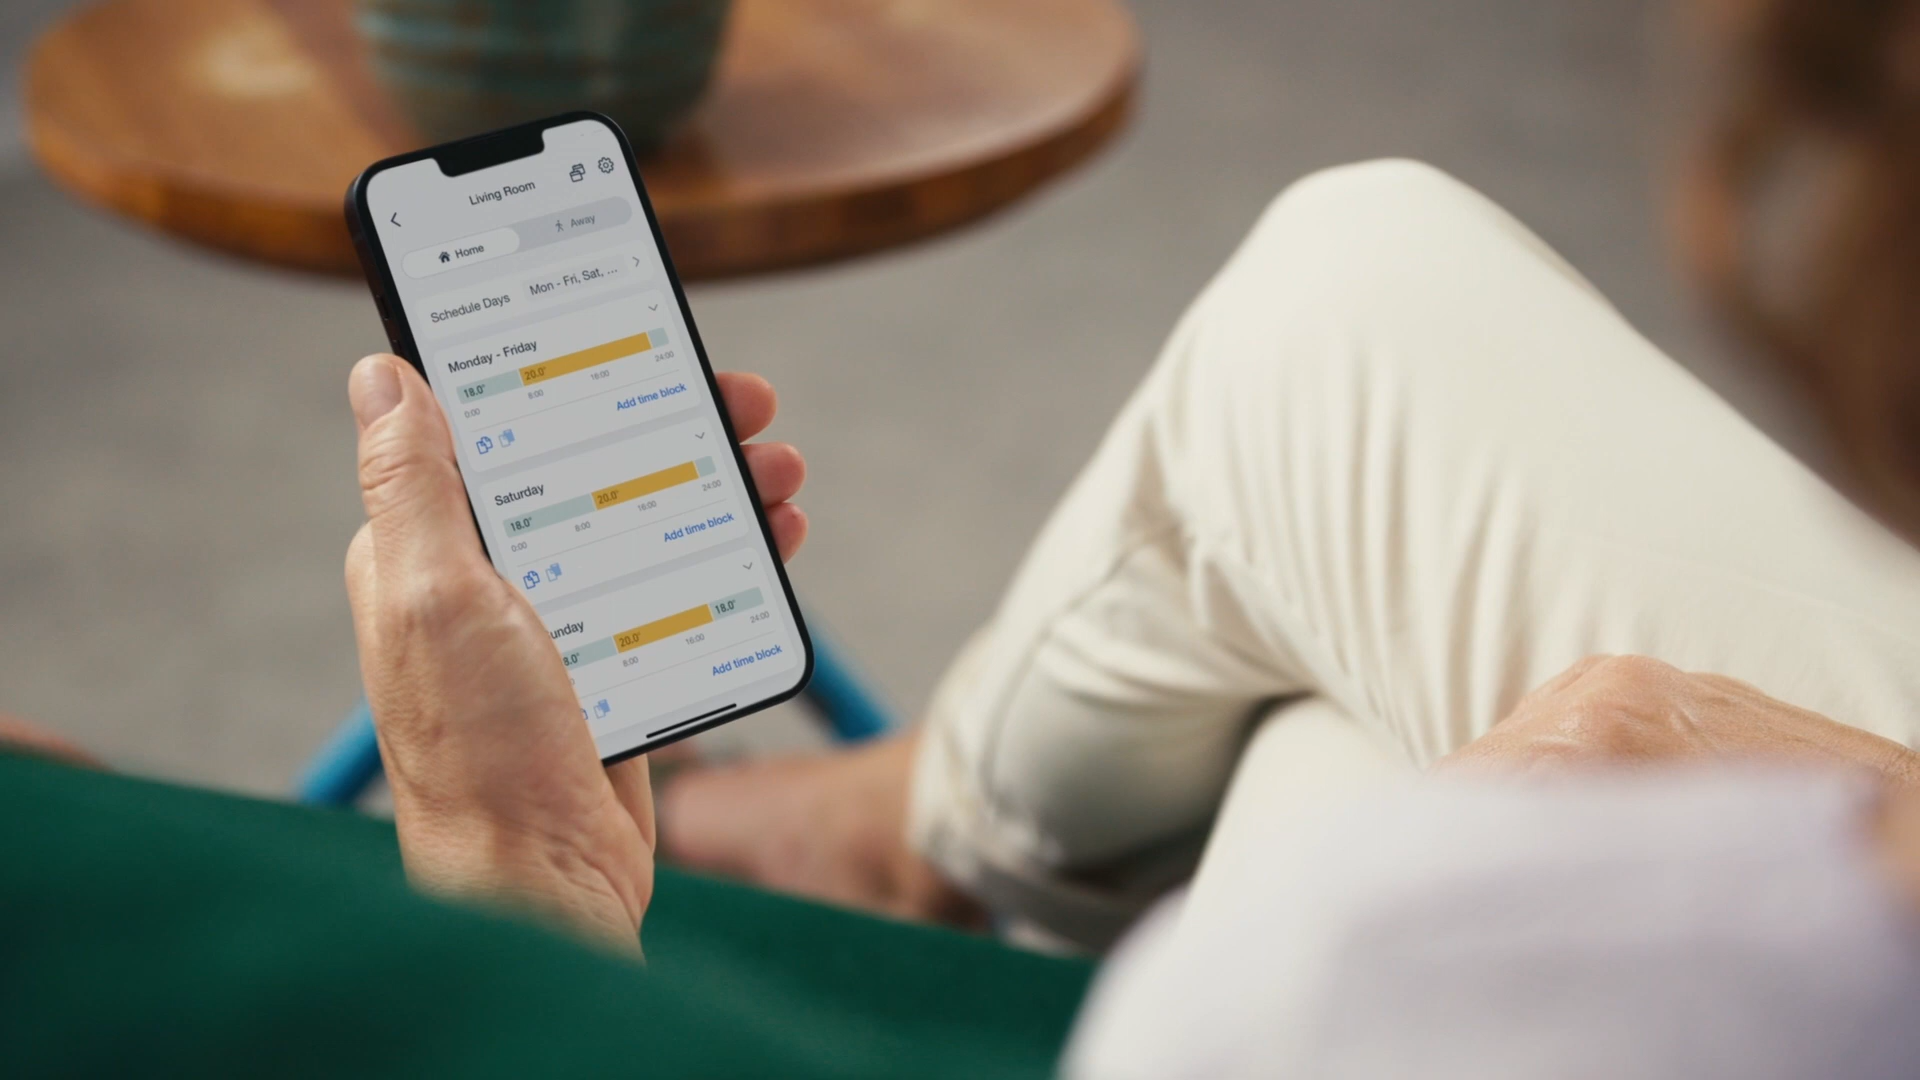 Living Room
Home
Away
Schedule Days
Mon - Fri, Sat, ...
Monday - Friday
18.0°
20.0°
0:00
8:00
16:00
24:00
Add time block
Saturday
18.0°
20.0°
0:00
8:00
16:00
24:00
Add time block
unday
8.0°
20.0°
18.0°
8:00
16:00
24:00
Add time block